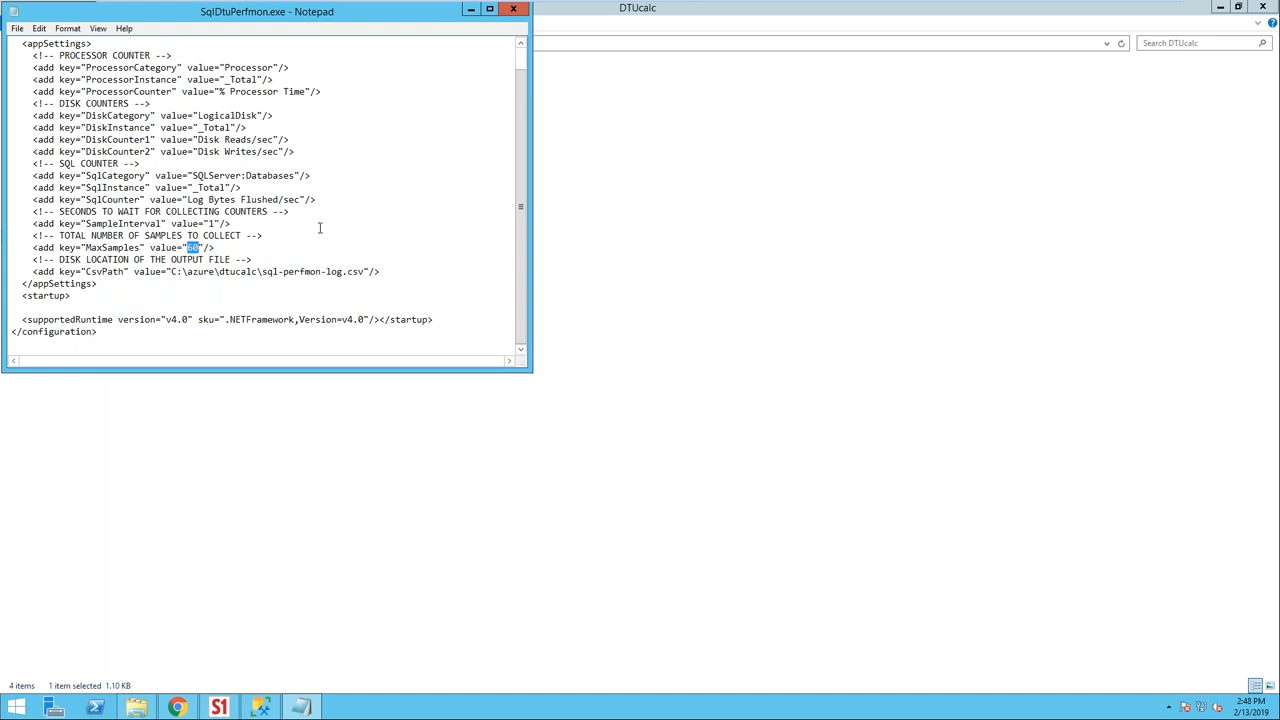 SqlDtuPerfmon.exe - Notepad
DTUcalc
File Edit Format View Help
Search DTUcalc
<appSettings>
<!-- PROCESSOR COUNTER -->
<add key="ProcessorCategory" value="Processor"/>
<add key="ProcessorInstance" value="_Total"/>
<add key="ProcessorCounter" value="% Processor Time"/>
<!-- DISK COUNTERS -->
<add key="DiskCategory" value="LogicalDisk"/>
<add key="DiskInstance" value="_Total"/>
<add key="DiskCounter1" value="Disk Reads/sec"/>
<add key="DiskCounter2" value="Disk Writes/sec"/>
<!-- SQL COUNTER -->
<add key="SqlCategory" value="SQLServer:Databases"/>
<add key="SqlInstance" value="_Total"/>
<add key="SqlCounter" value="Log Bytes Flushed/sec"/>
<!-- SECONDS TO WAIT FOR COLLECTING COUNTERS -->
<add key="SampleInterval" value="1"/>
<!-- TOTAL NUMBER OF SAMPLES TO COLLECT -->
<add key="MaxSamples" value="60"/>
<!-- DISK LOCATION OF THE OUTPUT FILE -->
<add key="CsvPath" value="C:\azure\dtucalc\sql-perfmon-log.csv"/>
</appSettings>
<startup>
<supportedRuntime version="v4.0" sku=".NETFramework,Version=v4.0"/></startup>
</configuration>
4 items 1 item selected 1.10 KB
S1
2:48 PM
2/13/2019